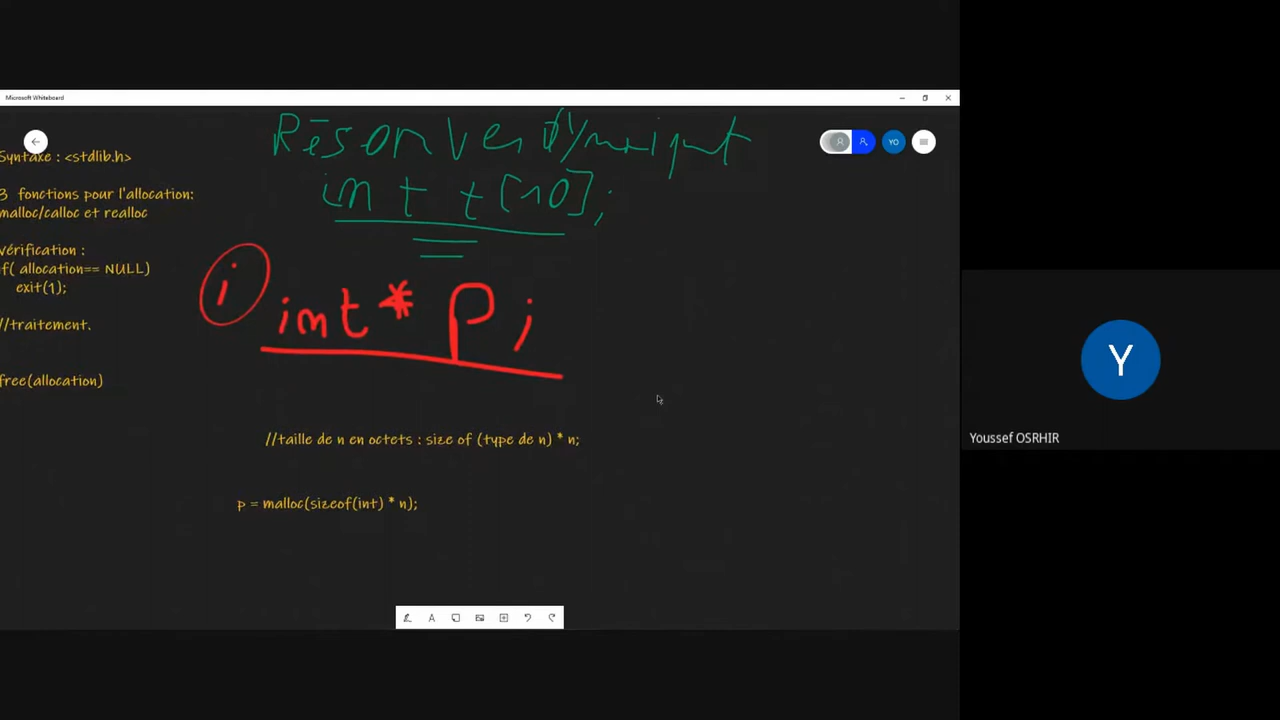 Microsoft Whiteboard
Syntaxe : <stdlib.h>
3 fonctions pour l'allocation:
malloc/calloc et realloc
vérification :
f( allocation== NULL)
exit(1);
//traitement.
free(allocation)
int t[10];
i
int* p;
//taille de n en octets : size of (type de n) * n;
p = malloc(sizeof(int) * n);
YO
Y
Youssef OSRHIR
A